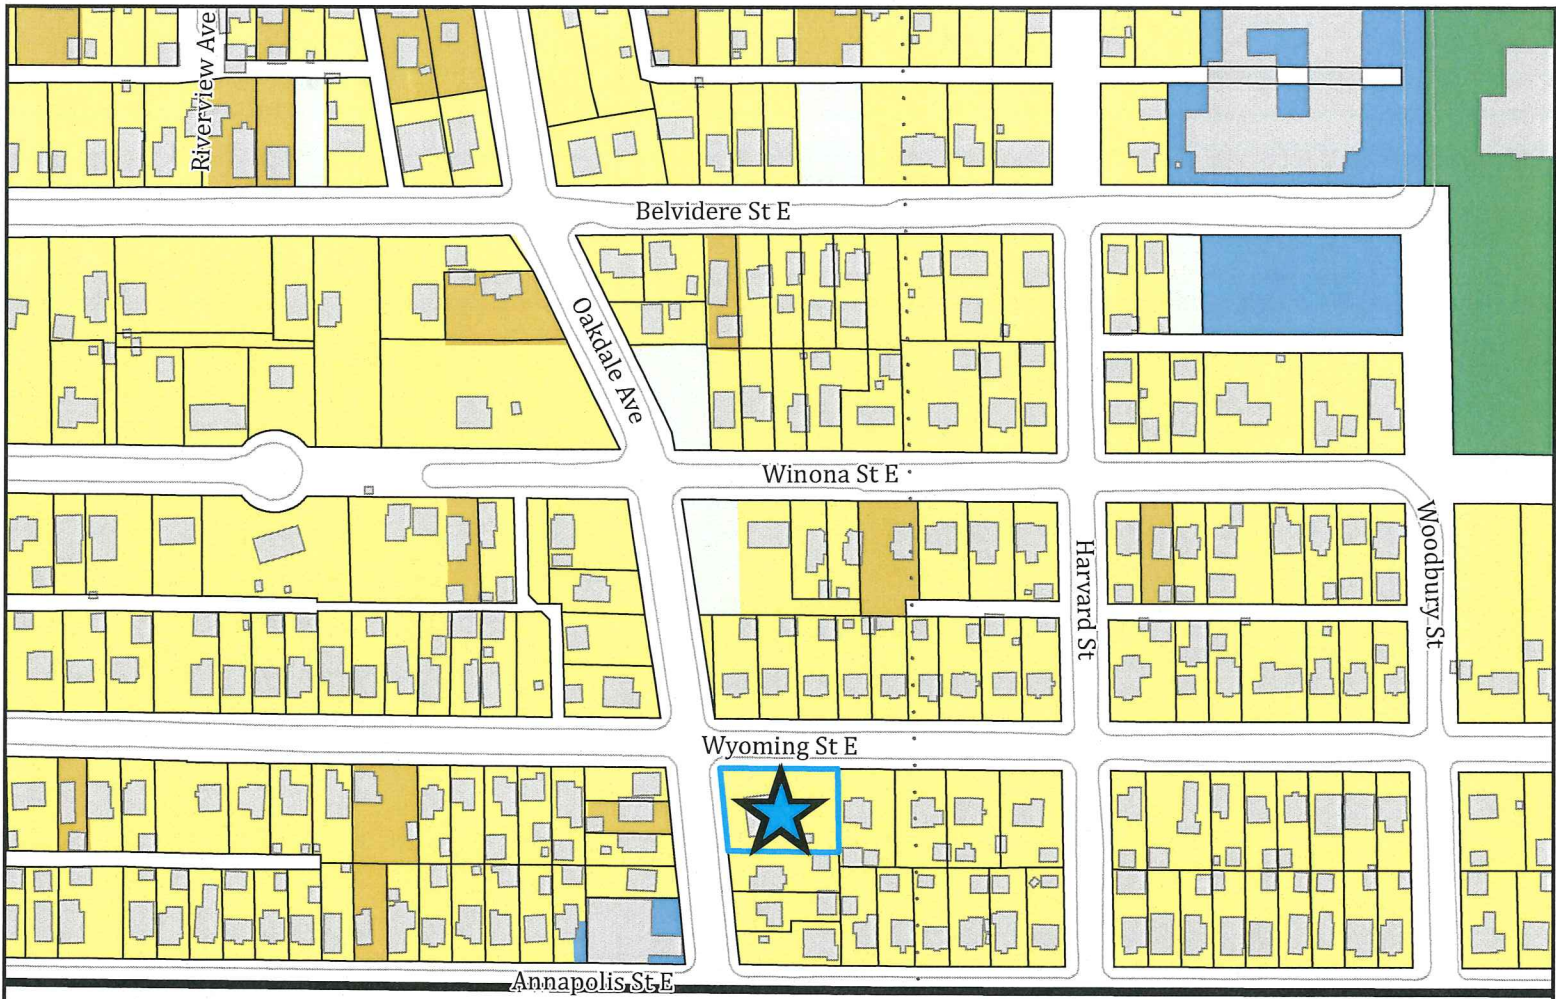 Riverview Ave
Belvidere St E
Oakdale Ave
Winona St E
Woodbury St
Harvard St
Wyoming St E
Annapolis St E